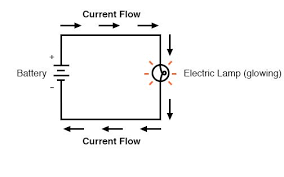 Current Flow
+
Battery
-
Electric Lamp (glowing)
Current Flow